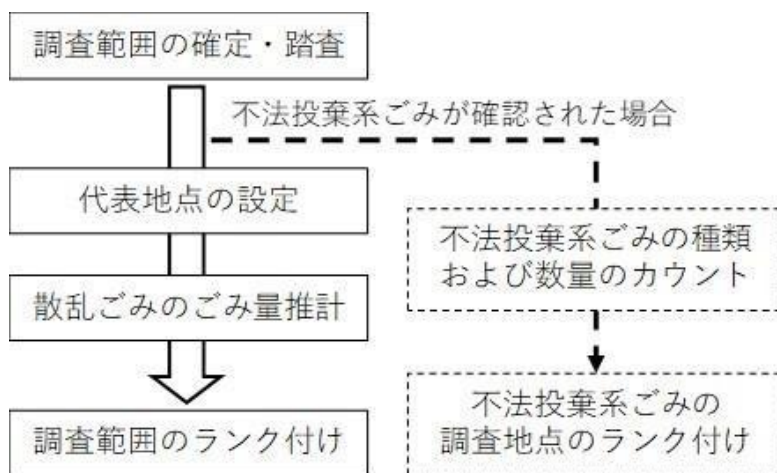 調査範囲の確定・踏査
不法投棄系ごみが確認された場合
代表地点の設定
不法投棄系ごみの種類
および数量のカウント
散乱ごみのごみ量推計
調査範囲のランク付け
不法投棄系ごみの
調査地点のランク付け